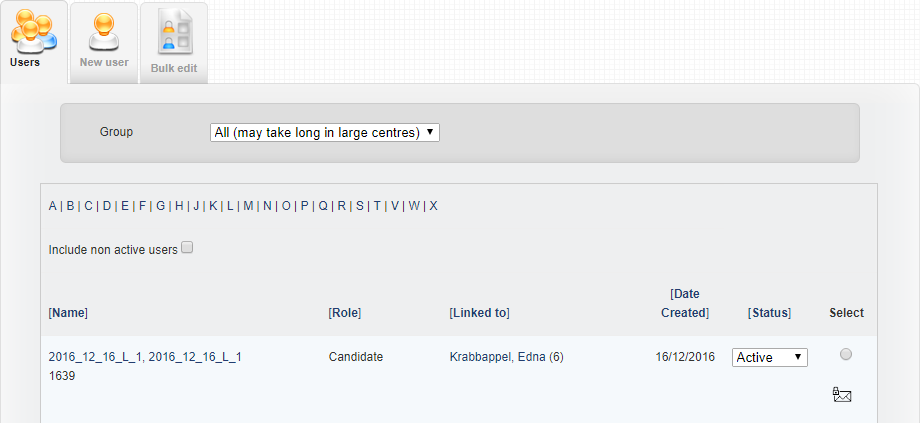 Users
New user
Bulk edit
Group
All (may take long in large centres)
A | B | C | D | E | F | G | H | J | K | L | M | N | O | P | Q | R | S | T | V | W | X
Include non active users
[Name] [Role] [Linked to] [Date Created] [Status] Select
2016_12_16_L_1, 2016_12_16_L_1 Candidate Krabbappel, Edna (6) 16/12/2016 Active
1639